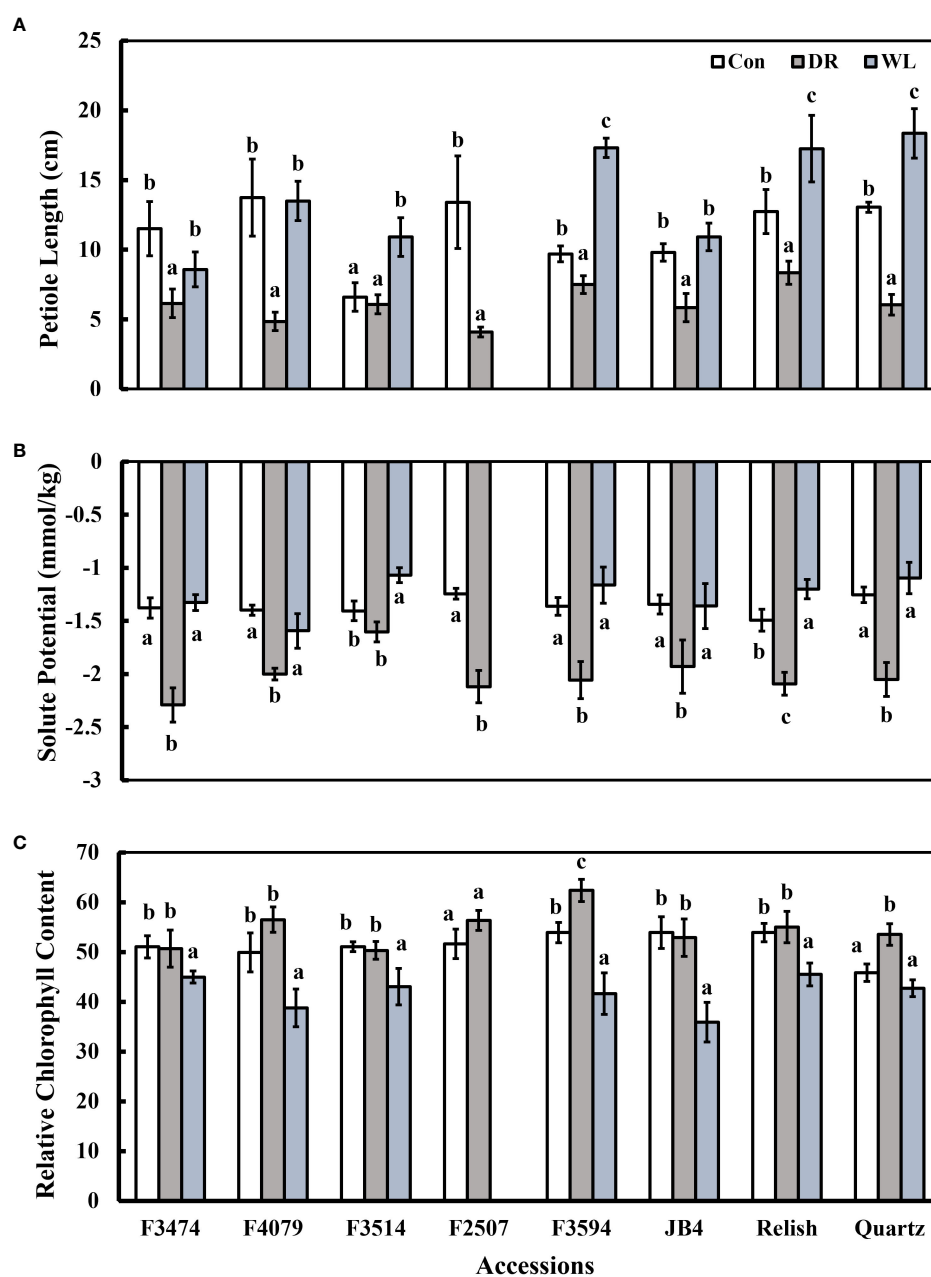 A
25
20
15
10
5
0
Petiole Length (cm)
Con DR WL
b a b
b a b
a a b
b a
b a c
b a b
b a c
b a c
B
0
-0.5
-1
-1.5
-2
-2.5
-3
Solute Potential (mmol/kg)
a b a
a b a
b b a
a b
a b a
a b a
b c a
a b a
C
70
60
50
40
30
20
10
0
Relative Chlorophyll Content
b b a
b b a
b b a
a a
b c a
b b a
b b a
a b a
F3474 F4079 F3514 F2507 F3594 JB4 Relish Quartz
Accessions